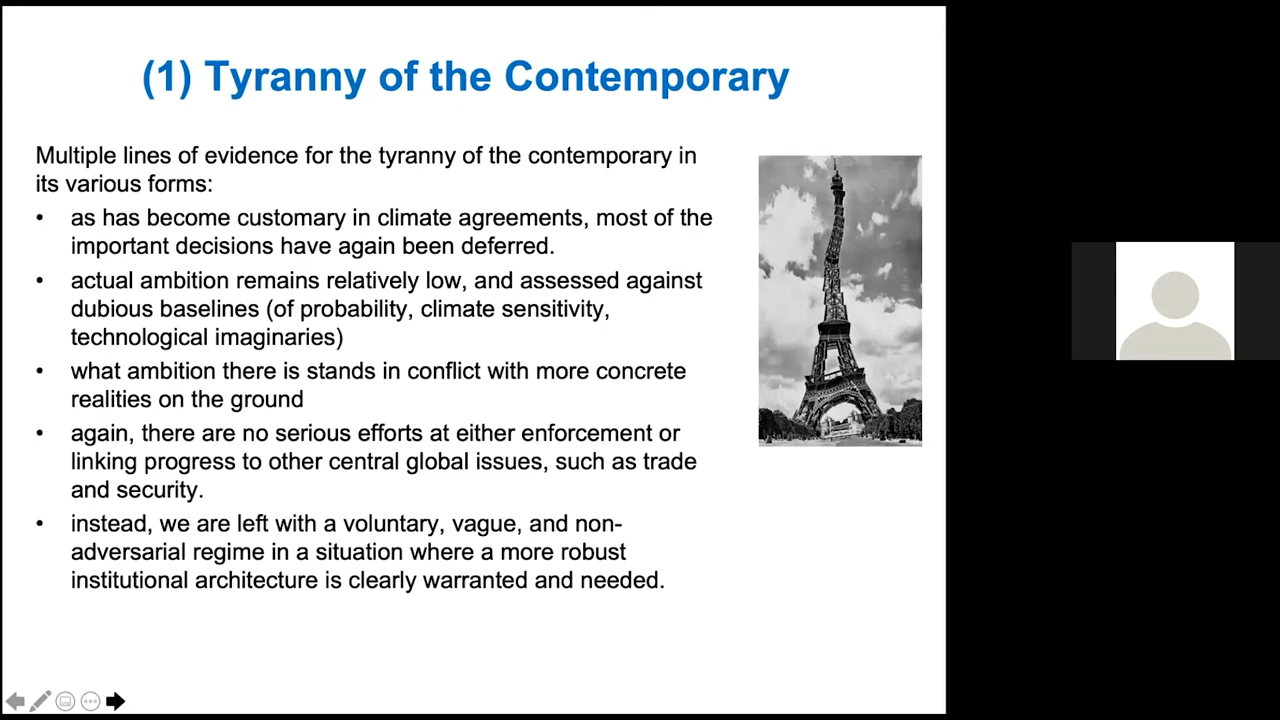 (1) Tyranny of the Contemporary
Multiple lines of evidence for the tyranny of the contemporary in
its various forms:
• as has become customary in climate agreements, most of the
important decisions have again been deferred.
• actual ambition remains relatively low, and assessed against
dubious baselines (of probability, climate sensitivity,
technological imaginaries)
• what ambition there is stands in conflict with more concrete
realities on the ground
• again, there are no serious efforts at either enforcement or
linking progress to other central global issues, such as trade
and security.
• instead, we are left with a voluntary, vague, and non-
adversarial regime in a situation where a more robust
institutional architecture is clearly warranted and needed.